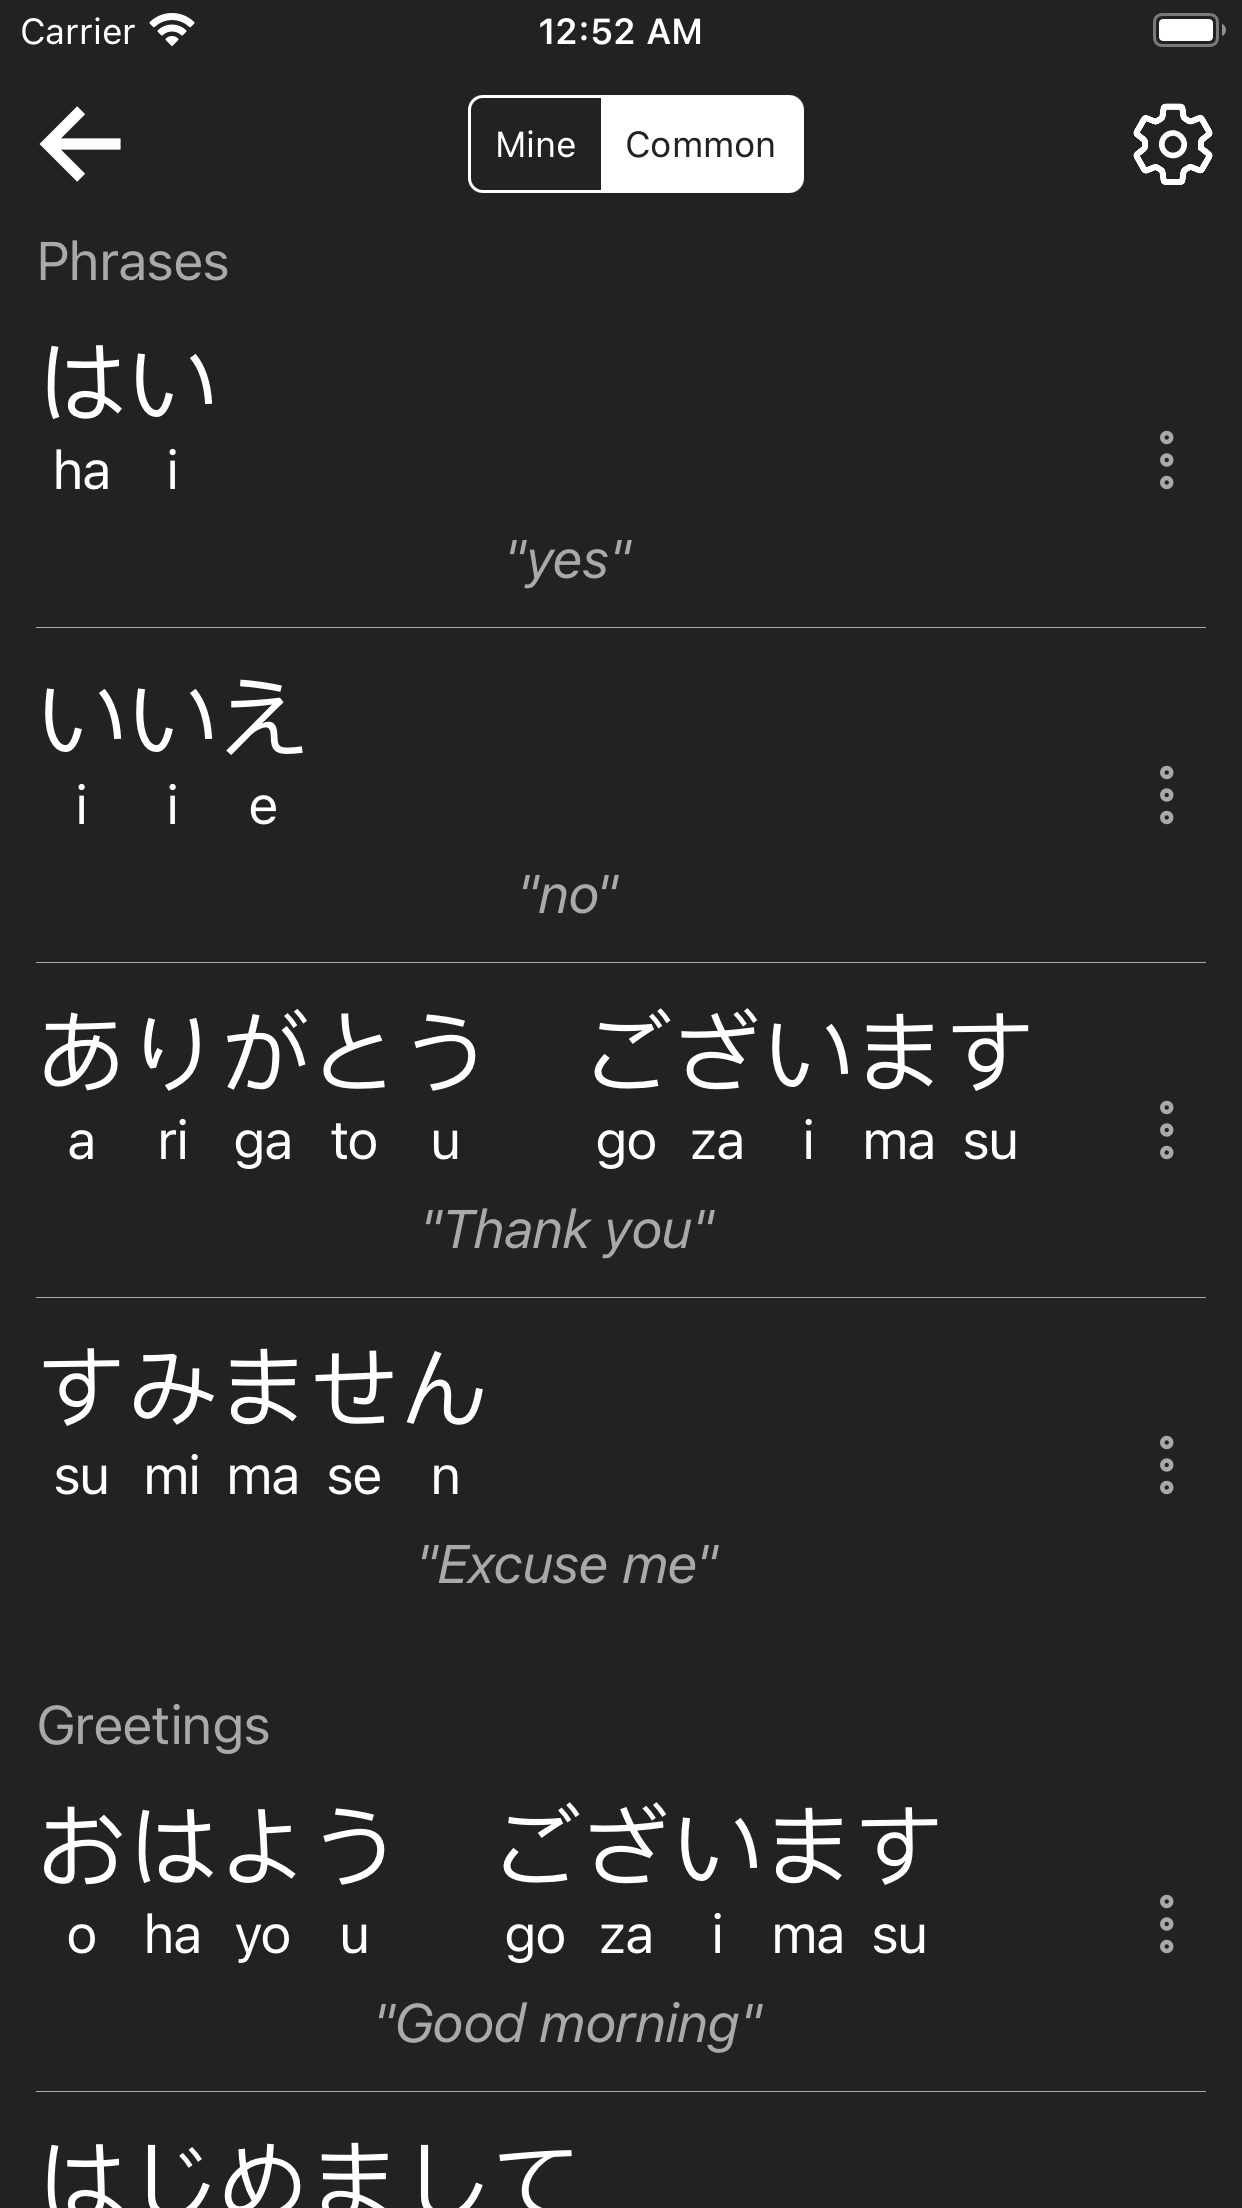 Carrier 12:52 AM
Mine Common
Phrases
はい
ha i
"yes"
いいえ
i i e
"no"
ありがとう ございます
a ri ga to u go za i ma su
"Thank you"
すみません
su mi ma se n
"Excuse me"
Greetings
おはよう ございます
o ha yo u go za i ma su
"Good morning"
はじめまして